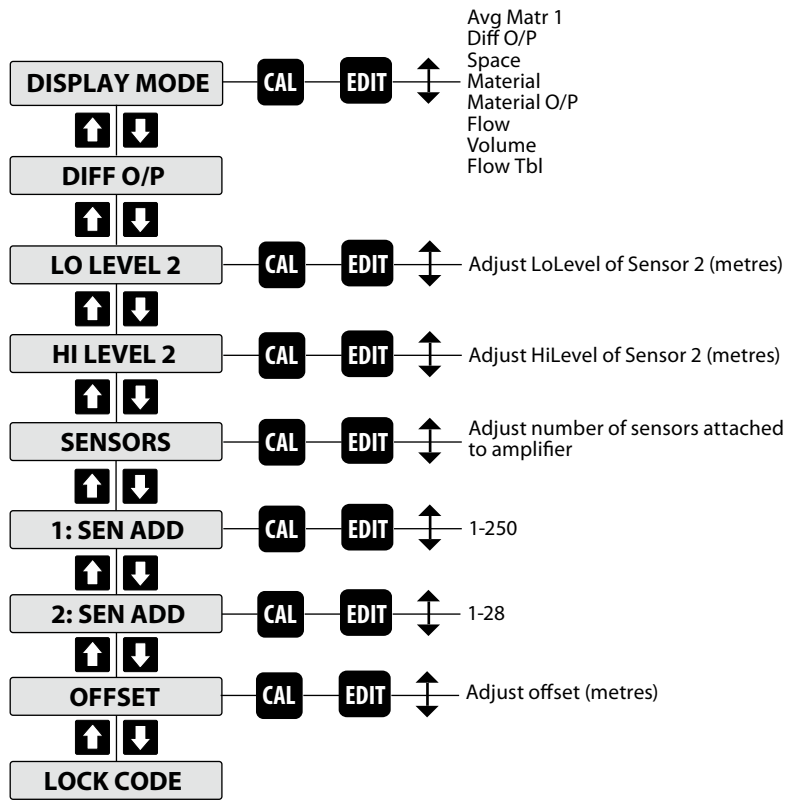 Avg Matr 1
Diff O/P
Space
DISPLAY MODE CAL EDIT Material
Material O/P
Flow
Volume
Flow Tbl
DIFF O/P
LO LEVEL 2 CAL EDIT Adjust LoLevel of Sensor 2 (metres)
HI LEVEL 2 CAL EDIT Adjust HiLevel of Sensor 2 (metres)
SENSORS CAL EDIT Adjust number of sensors attached
to amplifier
1: SEN ADD CAL EDIT 1-250
2: SEN ADD CAL EDIT 1-28
OFFSET CAL EDIT Adjust offset (metres)
LOCK CODE